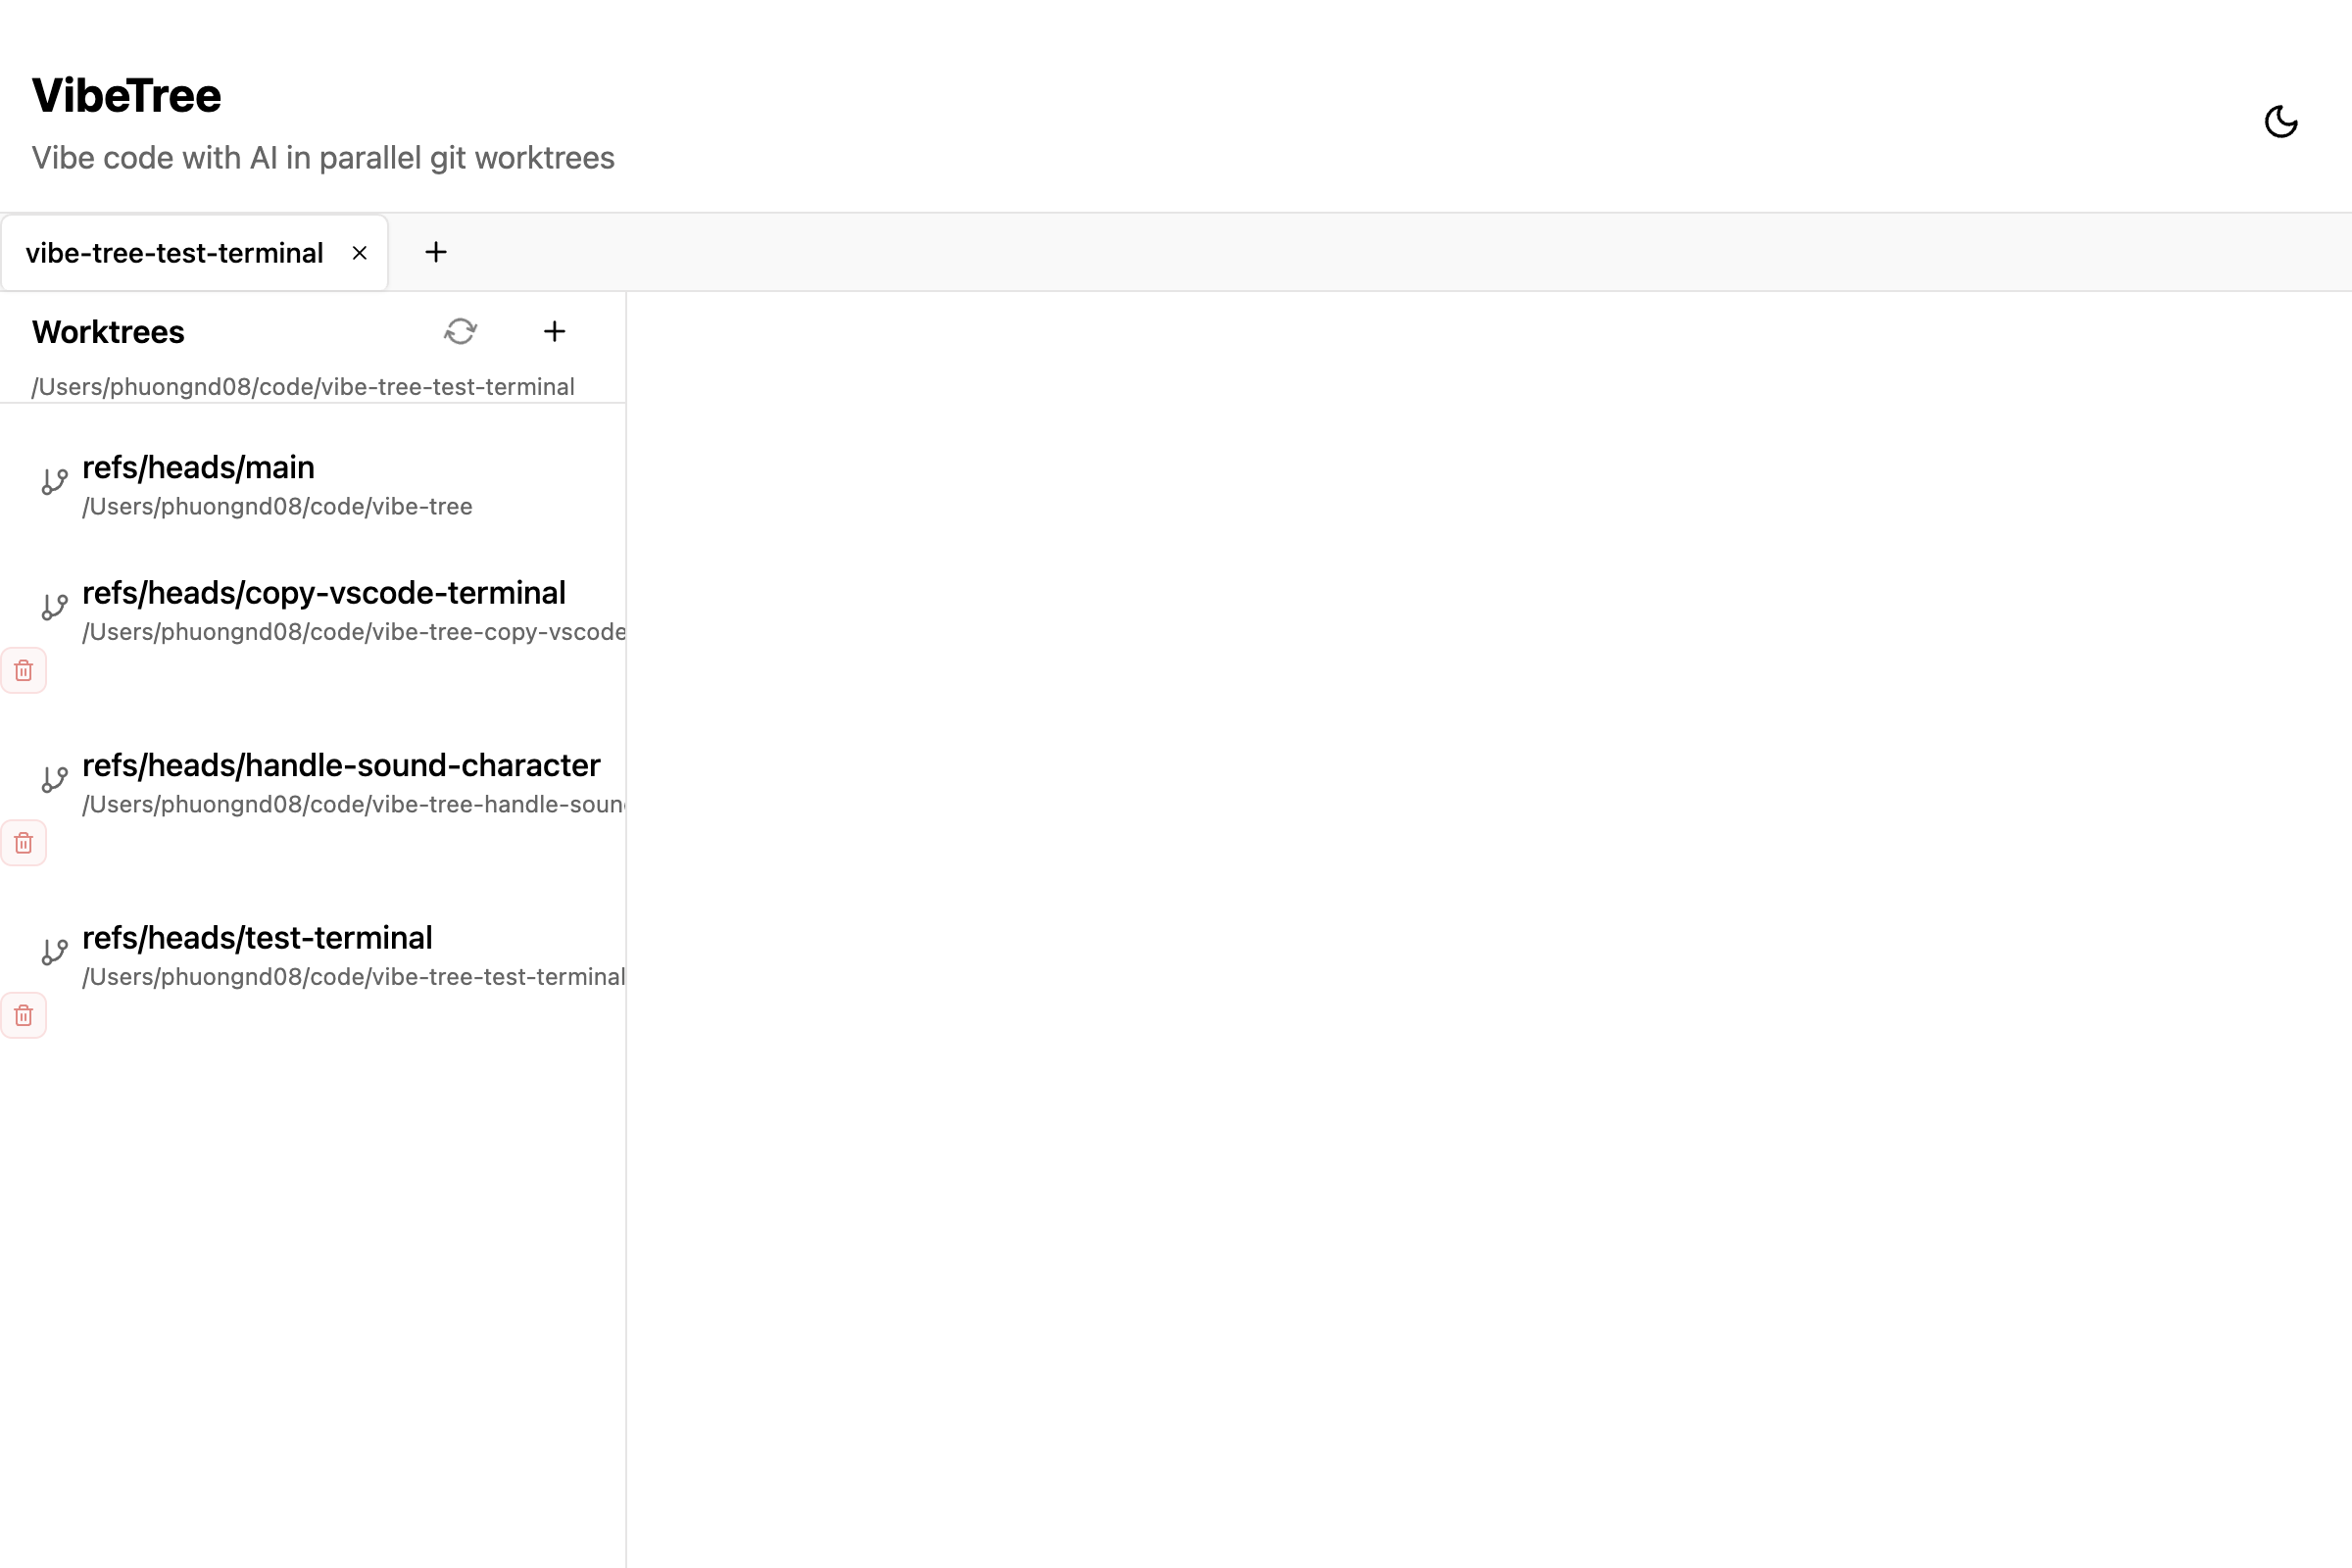 VibeTree
Vibe code with AI in parallel git worktrees
vibe-tree-test-terminal
Worktrees
/Users/phuongnd08/code/vibe-tree-test-terminal
refs/heads/main
/Users/phuongnd08/code/vibe-tree
refs/heads/copy-vscode-terminal
/Users/phuongnd08/code/vibe-tree-copy-vscode
refs/heads/handle-sound-character
/Users/phuongnd08/code/vibe-tree-handle-soun
refs/heads/test-terminal
/Users/phuongnd08/code/vibe-tree-test-terminal